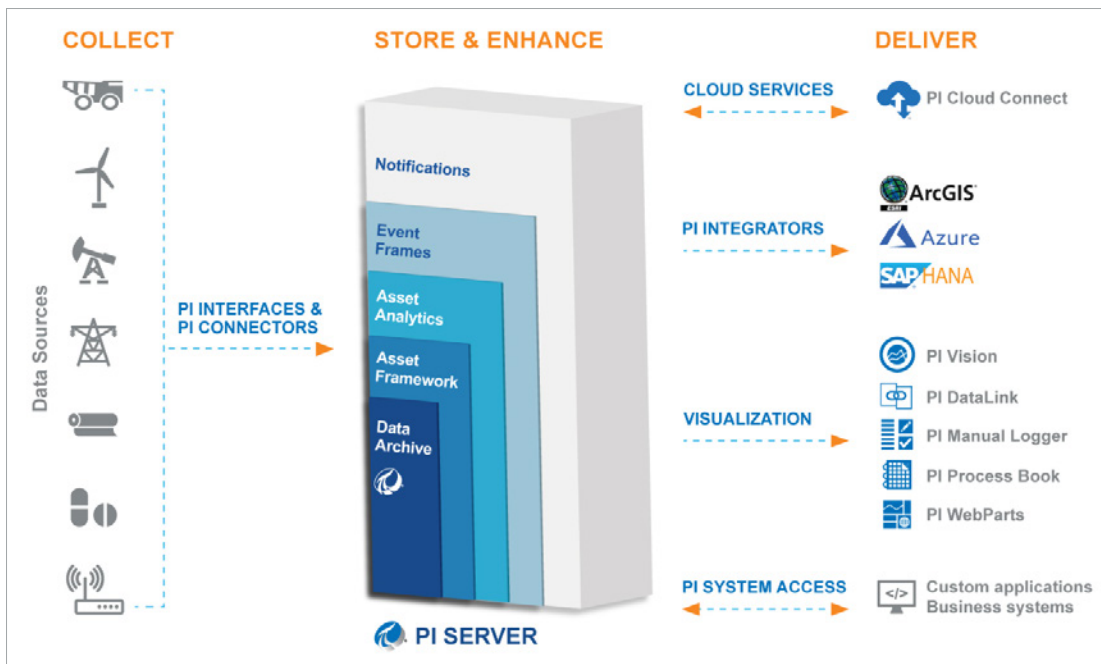 COLLECT
STORE & ENHANCE
DELIVER
Data Sources
PI INTERFACES &
PI CONNECTORS
Notifications
Event
Frames
Asset
Analytics
Asset
Framework
Data
Archive
PI SERVER
CLOUD SERVICES
PI Cloud Connect
PI INTEGRATORS
ArcGIS
ESRI
Azure
SAP HANA
VISUALIZATION
PI Vision
PI DataLink
PI Manual Logger
PI Process Book
PI WebParts
PI SYSTEM ACCESS
</>
Custom applications
Business systems